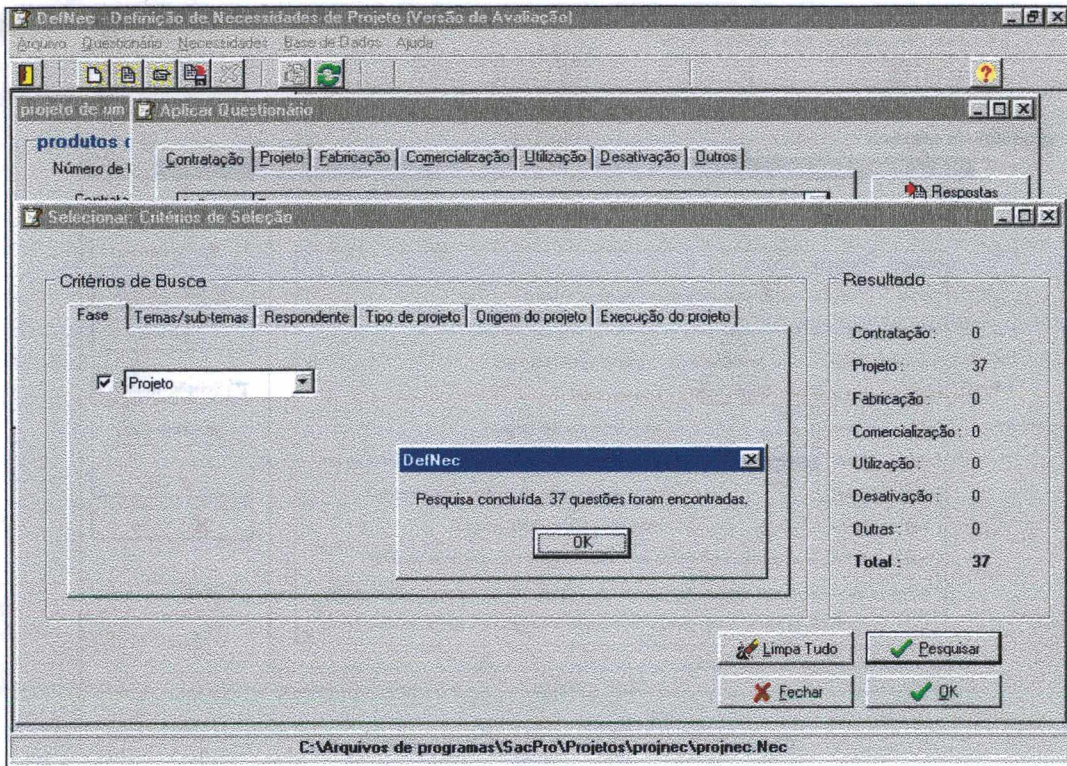 DefNec - Definição de Necessidades de Projeto (Versão de Avaliação)
Arquivo Questionário Necessidades Base de Dados Ajuda
projeto de um
Aplicar Questionário
produtos
Número de
Contratação Projeto Fabricação Comercialização Utilização Desativação Outros
Respostas
Selecionar: Critérios de Seleção
Critérios de Busca
Fase Temas/sub-temas Respondente Tipo de projeto Origem do projeto Execução do projeto
Projeto
DefNec
Pesquisa concluída. 37 questões foram encontradas.
OK
Resultado
Contratação : 0
Projeto : 37
Fabricação : 0
Comercialização : 0
Utilização : 0
Desativação : 0
Outras : 0
Total : 37
Limpa Tudo Pesquisar
Fechar OK
C:\Arquivos de programas\SacPro\Projetos\projnec\projnec.Nec